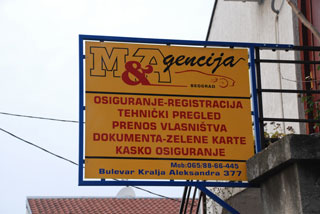 M&Agencija
BEOGRAD
OSIGURANJE-REGISTRACIJA
TEHNIČKI PREGLED
PRENOS VLASNIŠTVA
DOKUMENTA-ZELENE KARTE
KASKO OSIGURANJE
Mob:065/88-66-445
Bulevar Kralja Aleksandra 377